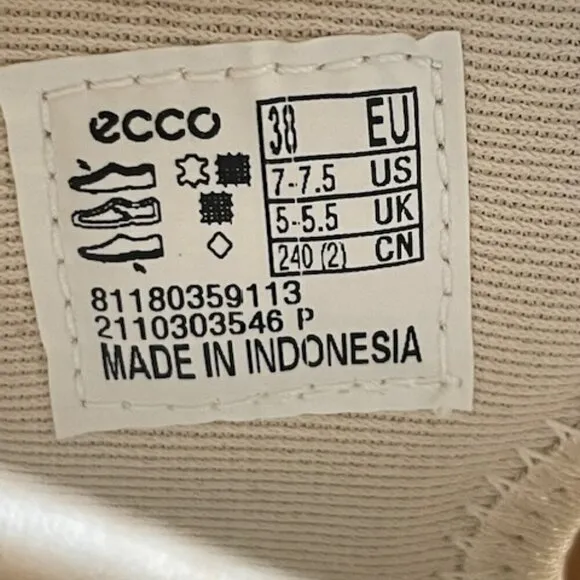 ecco
38 EU
7-7.5 US
5-5.5 UK
240 (2) CN
81180359113
2110303546 P
MADE IN INDONESIA